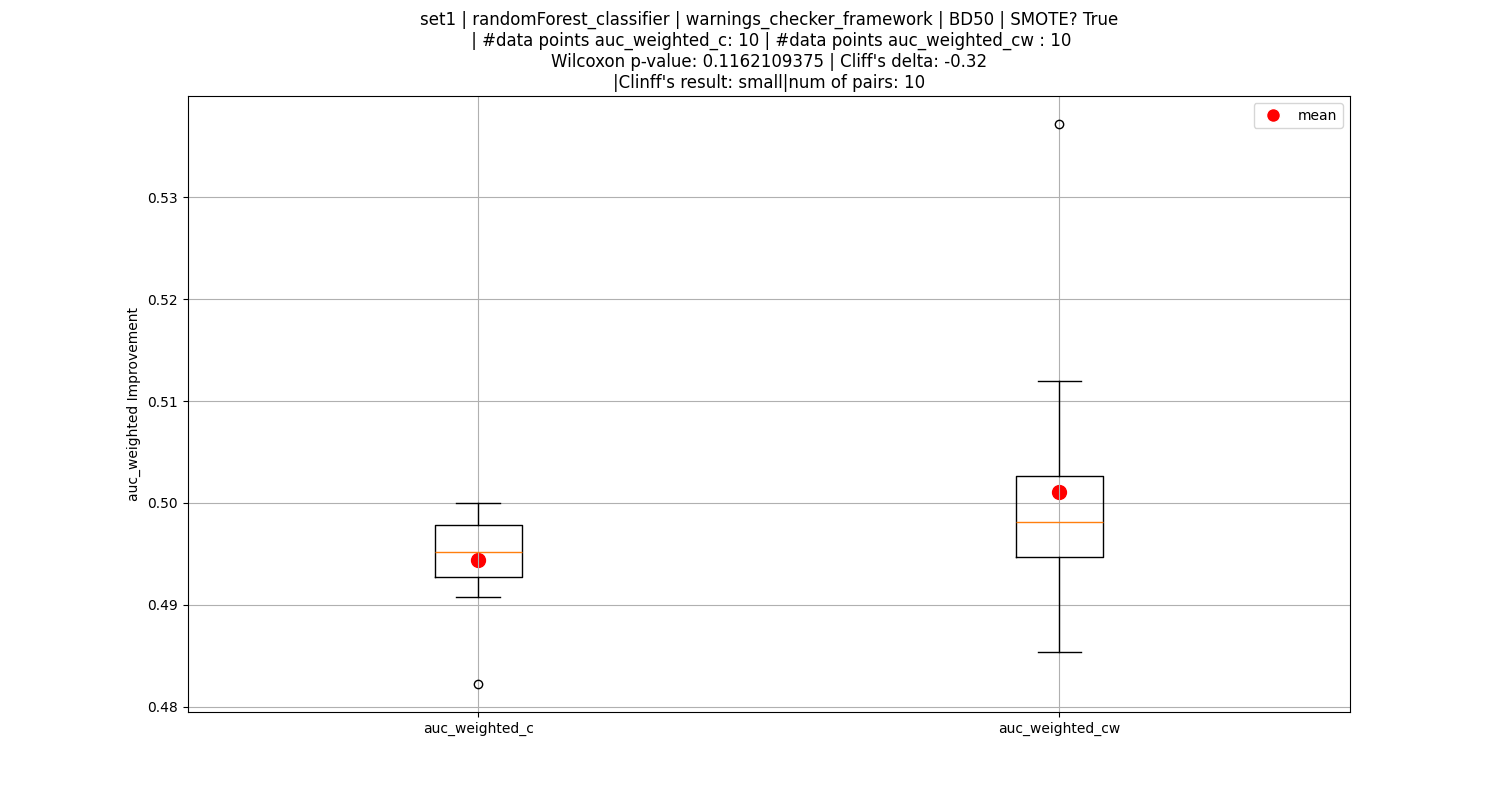 set1 | randomForest_classifier | warnings_checker_framework | BD50 | SMOTE? True
| #data points auc_weighted_c: 10 | #data points auc_weighted_cw : 10
Wilcoxon p-value: 0.1162109375 | Cliff's delta: -0.32
|Clinff's result: small|num of pairs: 10
mean
0.53
0.52
0.51
0.50
0.49
0.48
auc_weighted Improvement
auc_weighted_c
auc_weighted_cw